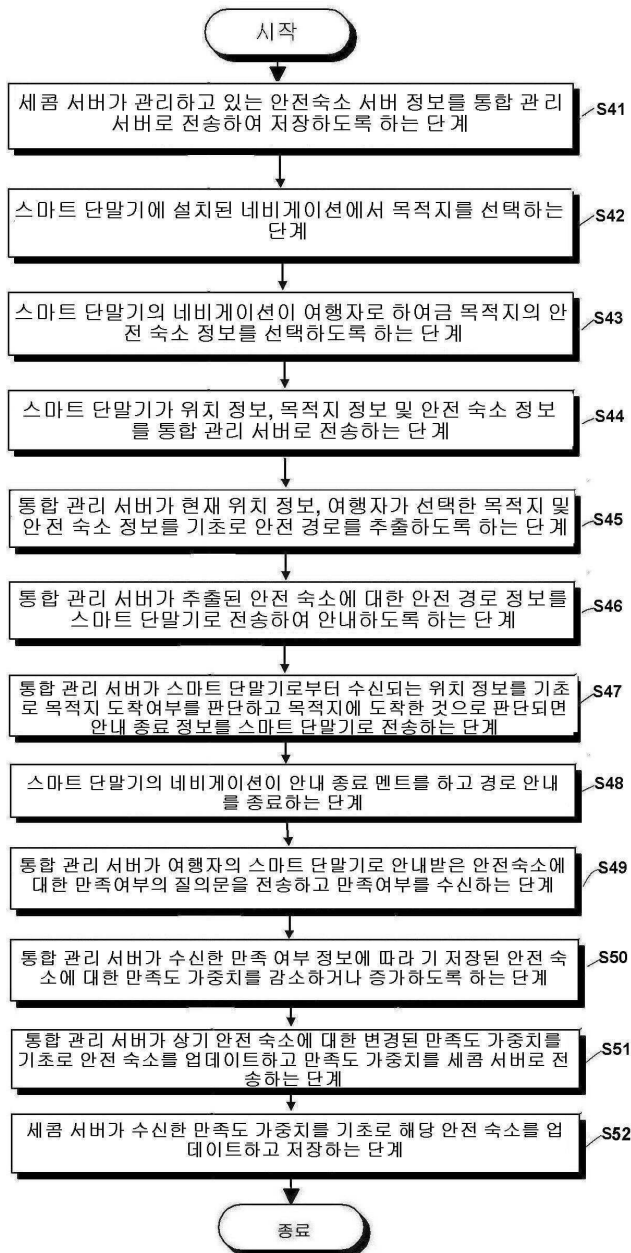 시작
세콤 서버가 관리하고 있는 안전숙소 서버 정보를 통합 관리
서버로 전송하여 저장하도록 하는 단계
S41
스마트 단말기에 설치된 네비게이션에서 목적지를 선택하는
단계
S42
스마트 단말기의 네비게이션이 여행자로 하여금 목적지의 안
전 숙소 정보를 선택하도록 하는 단계
S43
스마트 단말기가 위치 정보, 목적지 정보 및 안전 숙소 정보
를 통합 관리 서버로 전송하는 단계
S44
통합 관리 서버가 현재 위치 정보, 여행자가 선택한 목적지 및
안전 숙소 정보를 기초로 안전 경로를 추출하도록 하는 단계
S45
통합 관리 서버가 추출된 안전 숙소에 대한 안전 경로 정보를
스마트 단말기로 전송하여 안내하도록 하는 단계
S46
통합 관리 서버가 스마트 단말기로부터 수신되는 위치 정보를 기초
로 목적지 도착여부를 판단하고 목적지에 도착한 것으로 판단되면
안내 종료 정보를 스마트 단말기로 전송하는 단계
S47
스마트 단말기의 네비게이션이 안내 종료 멘트를 하고 경로 안내
를 종료하는 단계
S48
통합 관리 서버가 여행자의 스마트 단말기로 안내받은 안전숙소에
대한 만족여부의 질의문을 전송하고 만족여부를 수신하는 단계
S49
통합 관리 서버가 수신한 만족 여부 정보에 따라 기 저장된 안전 숙
소에 대한 만족도 가중치를 감소하거나 증가하도록 하는 단계
S50
통합 관리 서버가 상기 안전 숙소에 대한 변경된 만족도 가중치를
기초로 안전 숙소를 업데이트하고 만족도 가중치를 세콤 서버로 전
송하는 단계
S51
세콤 서버가 수신한 만족도 가중치를 기초로 해당 안전 숙소를 업
데이트하고 저장하는 단계
S52
종료